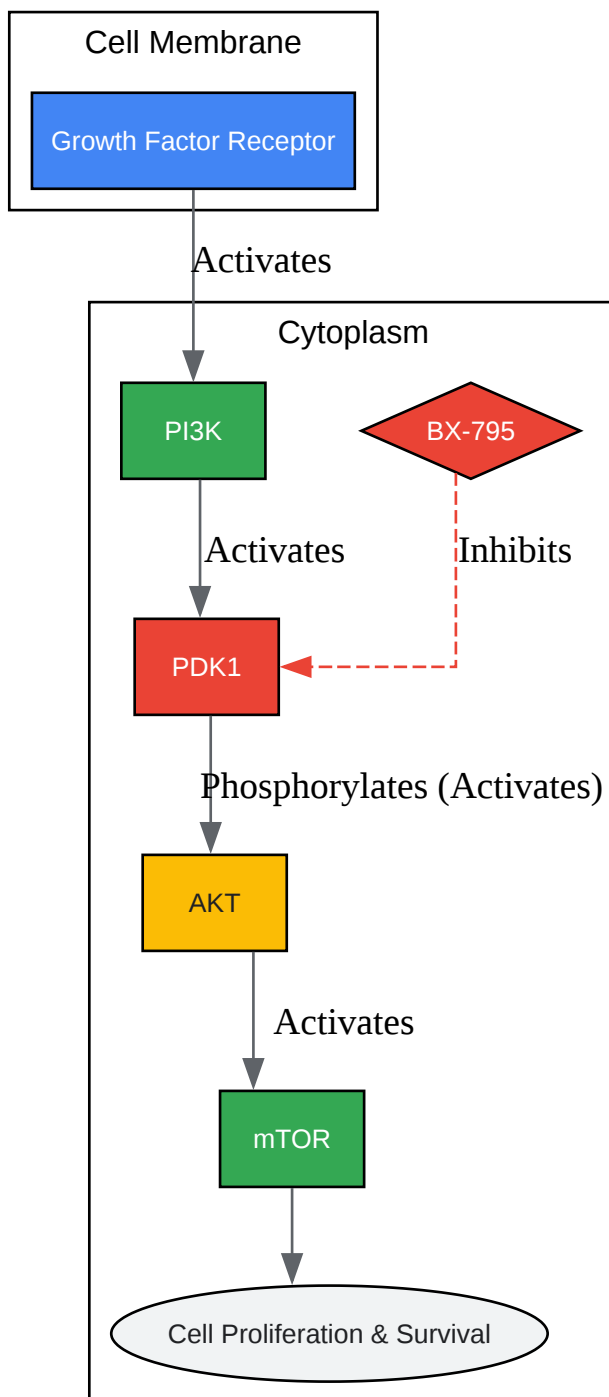 Cell Membrane
Growth Factor Receptor
Activates
Cytoplasm
PI3K
BX-795
Activates
Inhibits
PDK1
Phosphorylates (Activates)
AKT
Activates
mTOR
Cell Proliferation & Survival